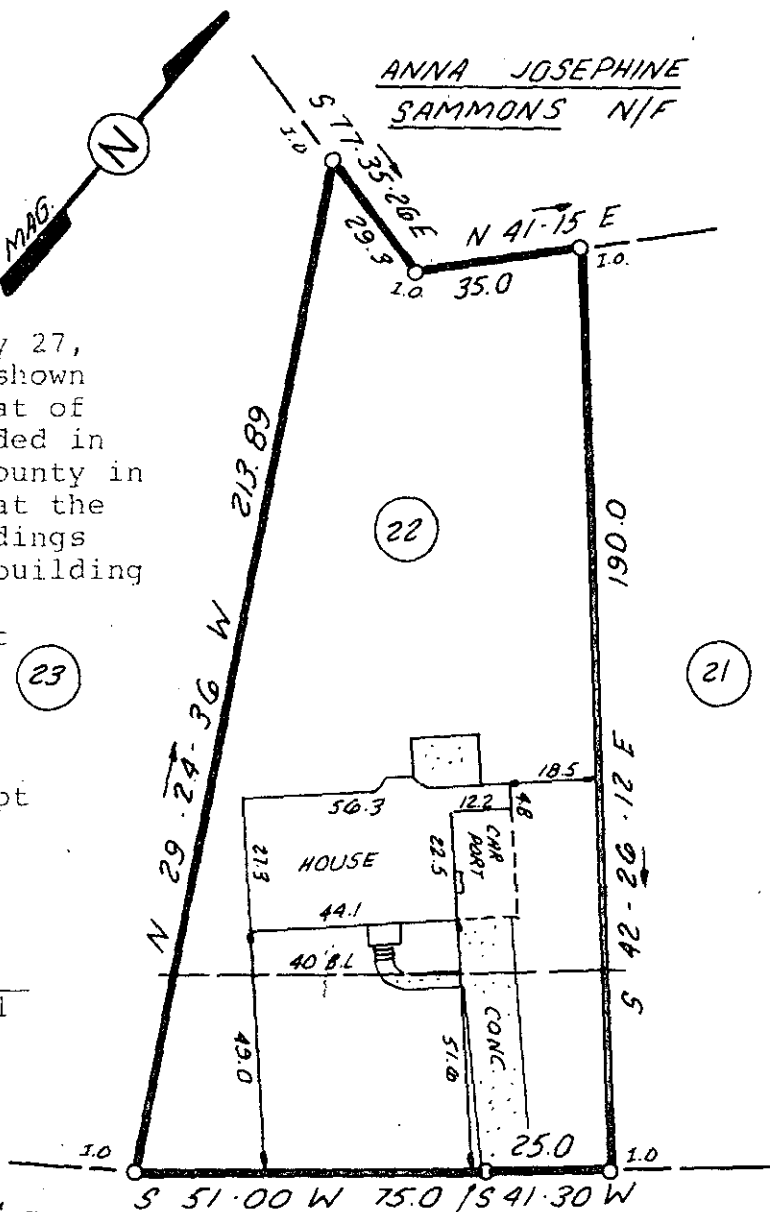 ANNA JOSEPHINE
SAMMONS N/F
MAG.
N
I.O
S 77·35·26 E
29.3
I.O.
N 41·15 E
35.0
I.O.
y 27,
shown
at of
ded in
ounty in
at the
dings
building
213.89
N 29·24-36 W
22
190.0
S 42-26-12 E
23
21
pt
18.5
56.3
12.2
4.8
CAR
PORT
22.5
27.3
HOUSE
44.1
40 B.L
49.0
51.6
CONC
I.O
25.0
I.O
S 51·00 W 75.0
S 41·30 W